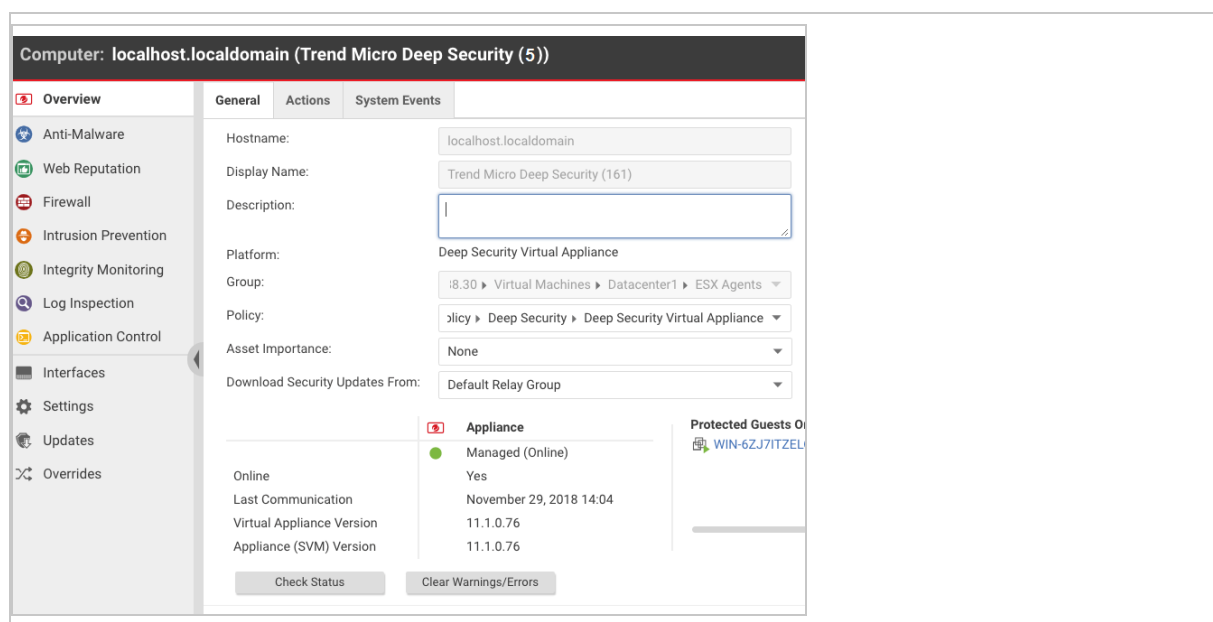 Computer: localhost.localdomain (Trend Micro Deep Security (5))
Overview
Anti-Malware
Web Reputation
Firewall
Intrusion Prevention
Integrity Monitoring
Log Inspection
Application Control
Interfaces
Settings
Updates
Overrides
General Actions System Events
Hostname: localhost.localdomain
Display Name: Trend Micro Deep Security (161)
Description:
Platform: Deep Security Virtual Appliance
Group: 8.30 ▸ Virtual Machines ▸ Datacenter1 ▸ ESX Agents
Policy: olicy ▸ Deep Security ▸ Deep Security Virtual Appliance
Asset Importance: None
Download Security Updates From: Default Relay Group
Appliance
Managed (Online)
Online Yes
Last Communication November 29, 2018 14:04
Virtual Appliance Version 11.1.0.76
Appliance (SVM) Version 11.1.0.76
Protected Guests O
WIN-6ZJ7ITZEL
Check Status Clear Warnings/Errors